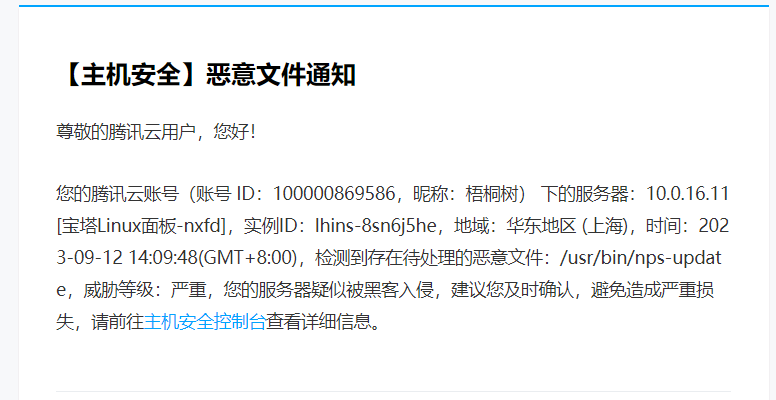 【主机安全】恶意文件通知
尊敬的腾讯云用户，您好！
您的腾讯云账号（账号 ID：100000869586，昵称：梧桐树） 下的服务器：10.0.16.11
[宝塔Linux面板-nxfd]，实例ID：lhins-8sn6j5he，地域：华东地区 (上海)，时间：202
3-09-12 14:09:48(GMT+8:00)，检测到存在待处理的恶意文件：/usr/bin/nps-updat
e，威胁等级：严重，您的服务器疑似被黑客入侵，建议您及时确认，避免造成严重损
失，请前往主机安全控制台查看详细信息。